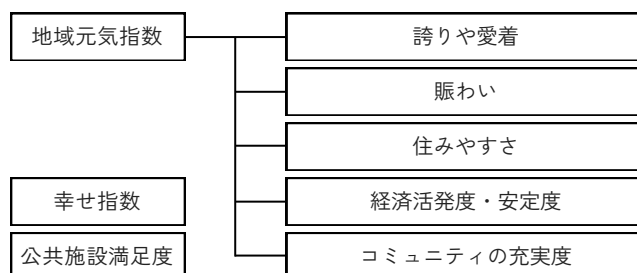 地域元気指数
誇りや愛着
賑わい
住みやすさ
幸せ指数
経済活発度・安定度
公共施設満足度
コミュニティの充実度